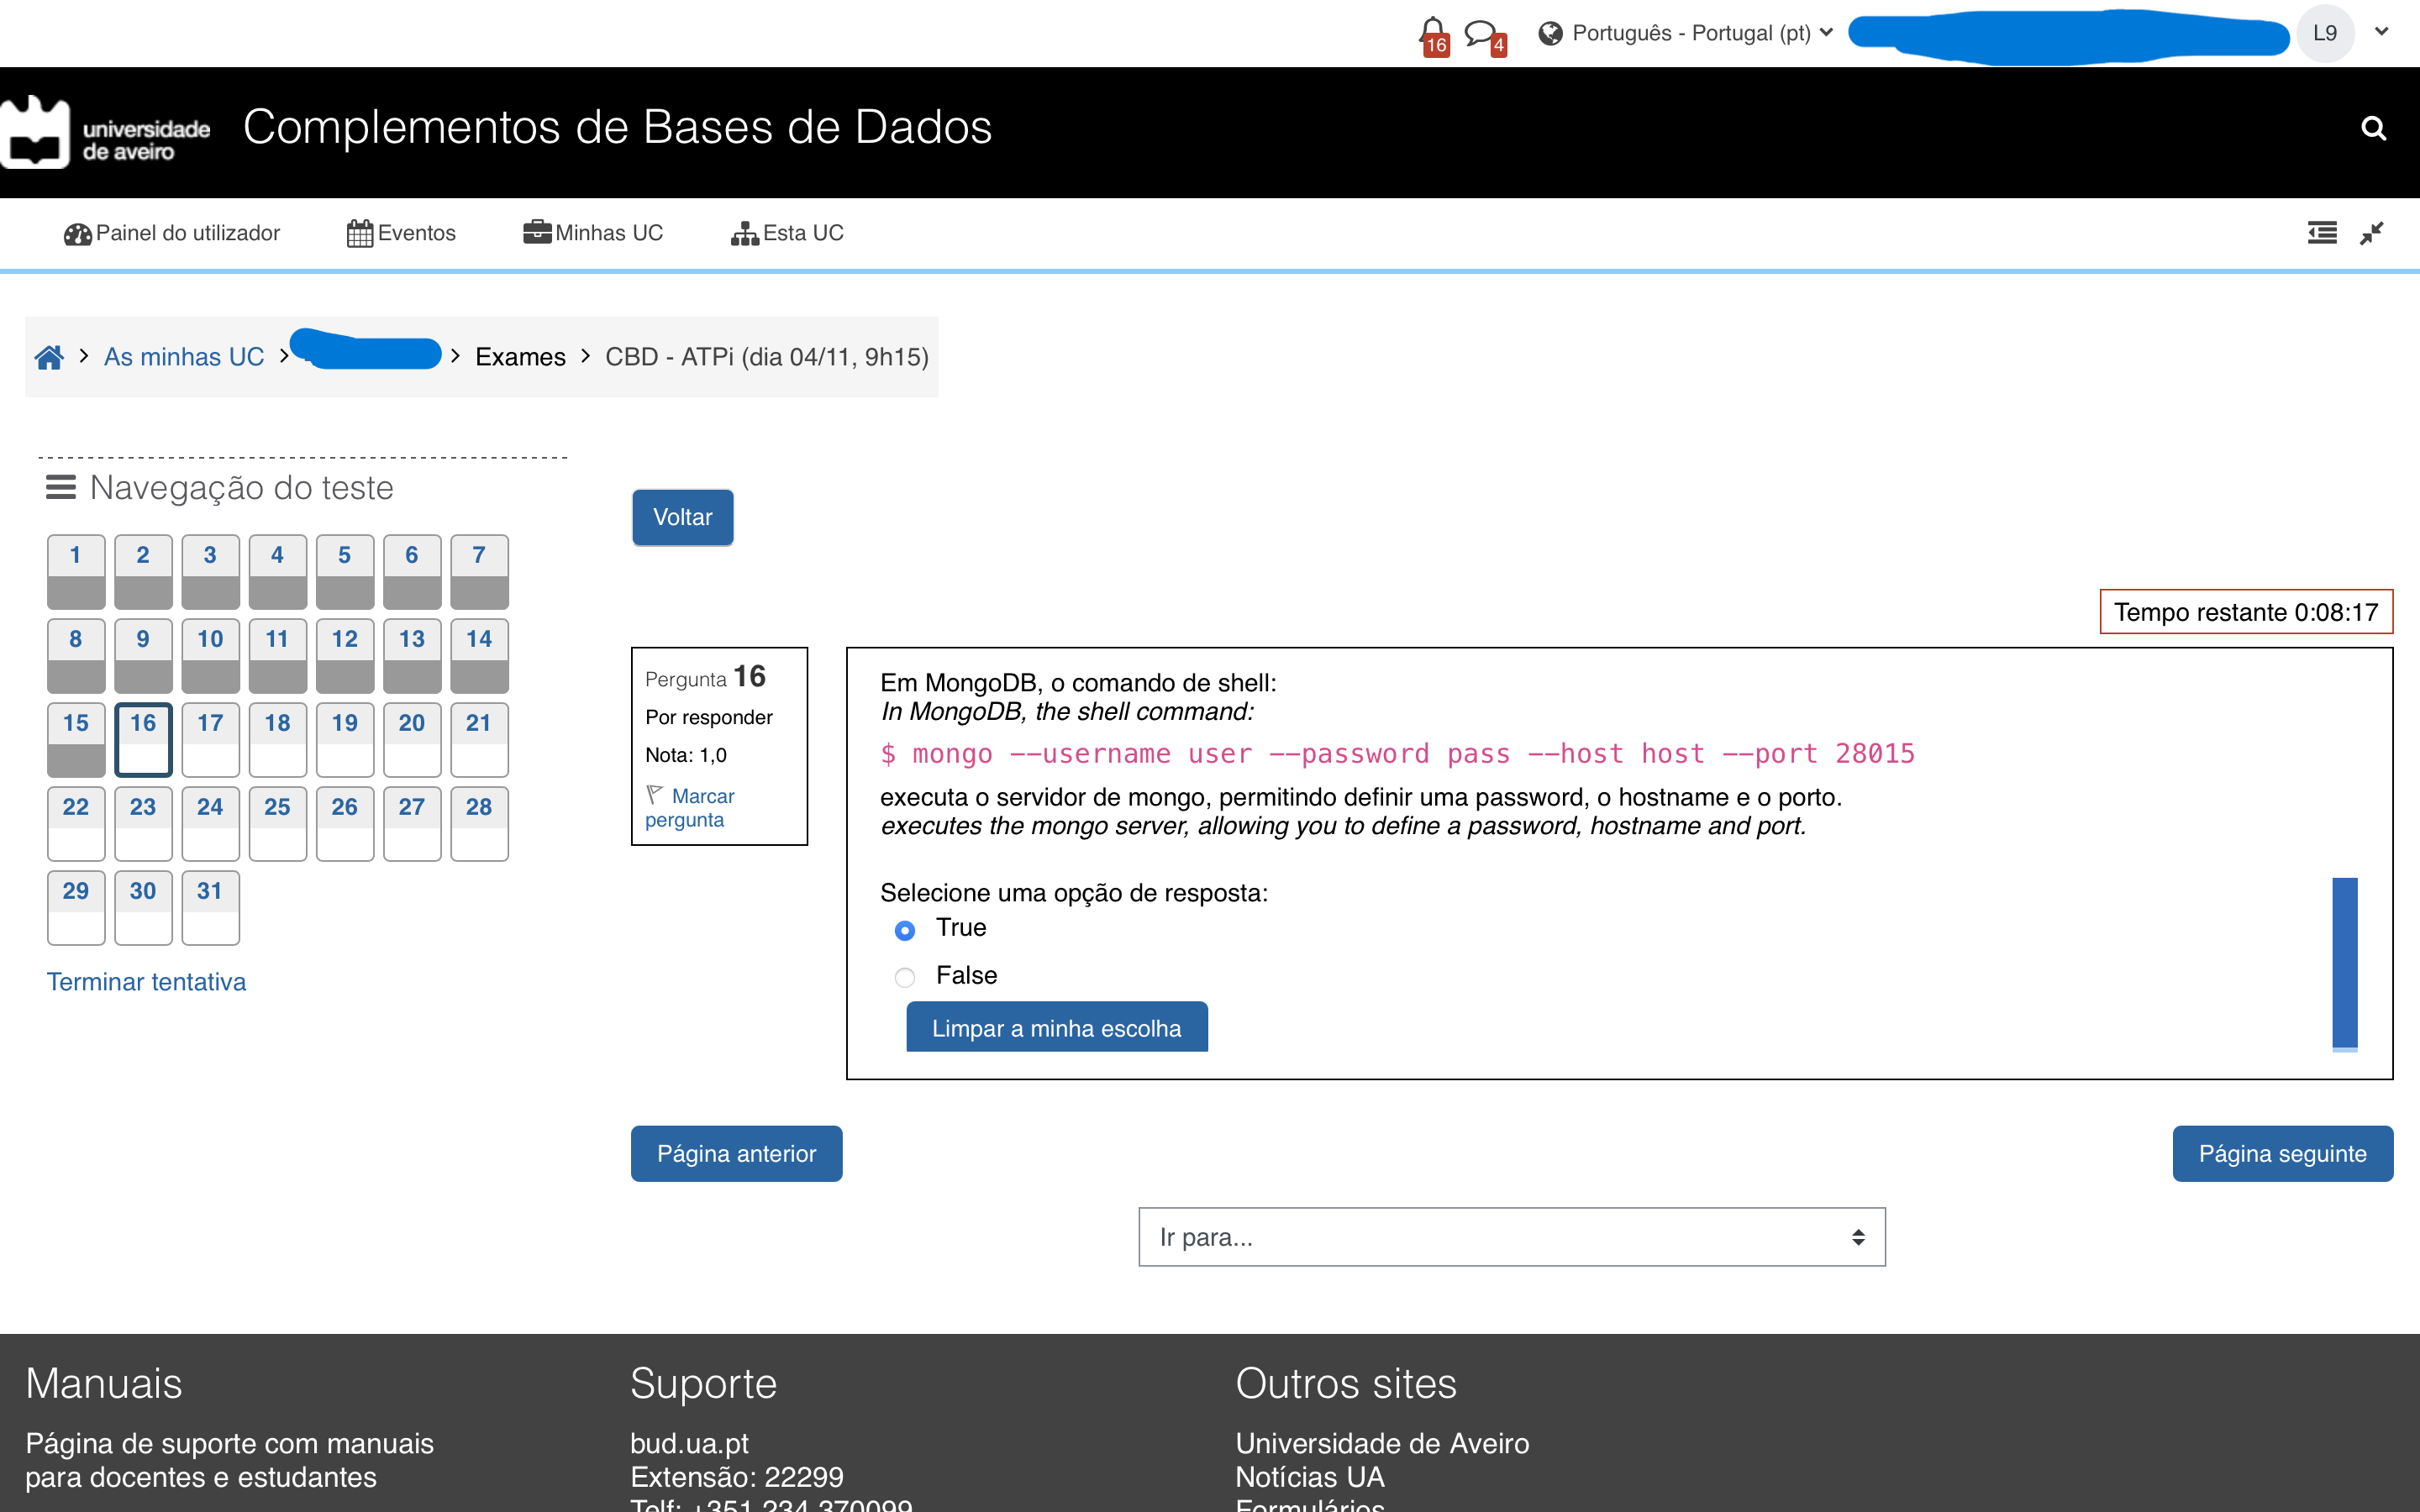 16
4
Português - Portugal (pt)
L9
universidade
de aveiro
Complementos de Bases de Dados
Painel do utilizador
Eventos
Minhas UC
Esta UC
As minhas UC
Exames
CBD - ATPi (dia 04/11, 9h15)
Navegação do teste
1 2 3 4 5 6 7
8 9 10 11 12 13 14
15 16 17 18 19 20 21
22 23 24 25 26 27 28
29 30 31
Terminar tentativa
Voltar
Tempo restante 0:08:17
Pergunta 16
Por responder
Nota: 1,0
Marcar
pergunta
Em MongoDB, o comando de shell:
In MongoDB, the shell command:
$ mongo --username user --password pass --host host --port 28015
executa o servidor de mongo, permitindo definir uma password, o hostname e o porto.
executes the mongo server, allowing you to define a password, hostname and port.
Selecione uma opção de resposta:
True
False
Limpar a minha escolha
Página anterior
Página seguinte
Ir para...
Manuais
Página de suporte com manuais
para docentes e estudantes
Suporte
bud.ua.pt
Extensão: 22299
Telf: +351 234 370099
Outros sites
Universidade de Aveiro
Notícias UA
Formulários